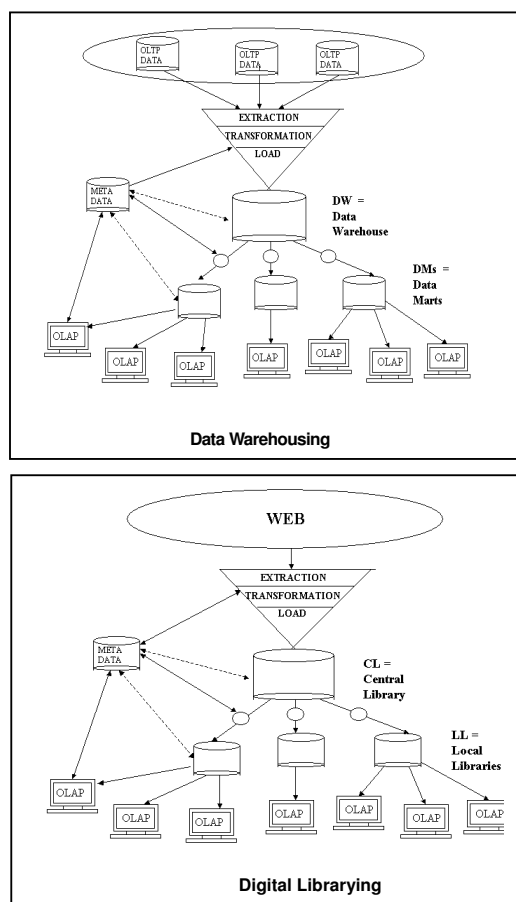 OLTP
DATA
OLTP
DATA
OLTP
DATA
EXTRACTION
TRANSFORMATION
LOAD
META
DATA
DW =
Data
Warehouse
DMs =
Data
Marts
OLAP
OLAP
OLAP
OLAP
OLAP
OLAP
OLAP
Data Warehousing
WEB
EXTRACTION
TRANSFORMATION
LOAD
META
DATA
CL =
Central
Library
LL =
Local
Libraries
OLAP
OLAP
OLAP
OLAP
OLAP
OLAP
OLAP
Digital Librarying